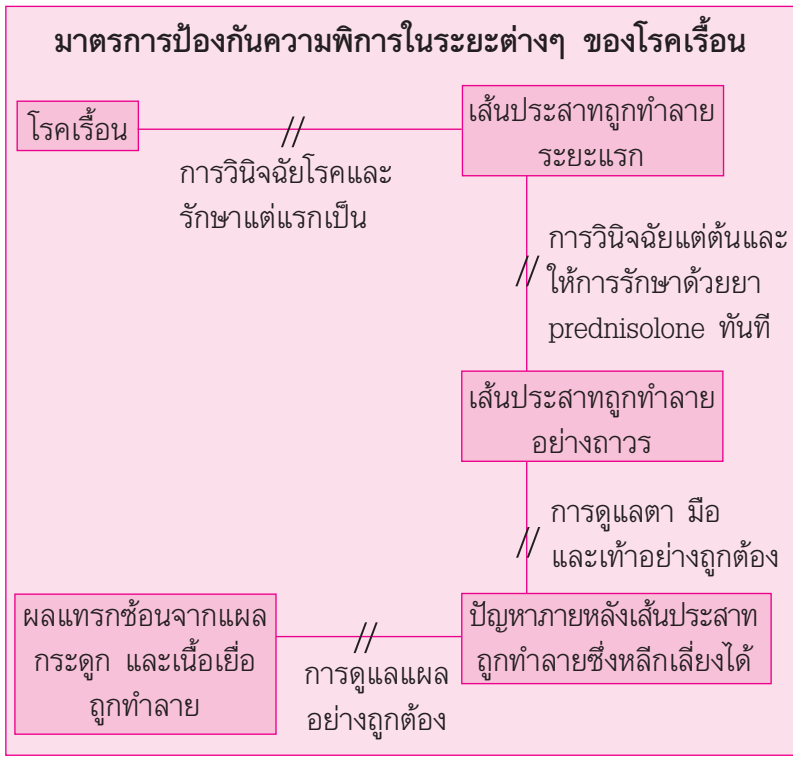 มาตรการป้องกันความพิการในระยะต่างๆ ของโรคเรื้อน
โรคเรื้อน
การวินิจฉัยโรคและ
รักษาแต่แรกเป็น
เส้นประสาทถูกทำลาย
ระยะแรก
การวินิจฉัยแต่ต้นและ
ให้การรักษาด้วยยา
prednisolone ทันที
เส้นประสาทถูกทำลาย
อย่างถาวร
การดูแลตา มือ
และเท้าอย่างถูกต้อง
ปัญหาภายหลังเส้นประสาท
ถูกทำลายซึ่งหลีกเลี่ยงได้
การดูแลแผล
อย่างถูกต้อง
ผลแทรกซ้อนจากแผล
กระดูก และเนื้อเยื่อ
ถูกทำลาย